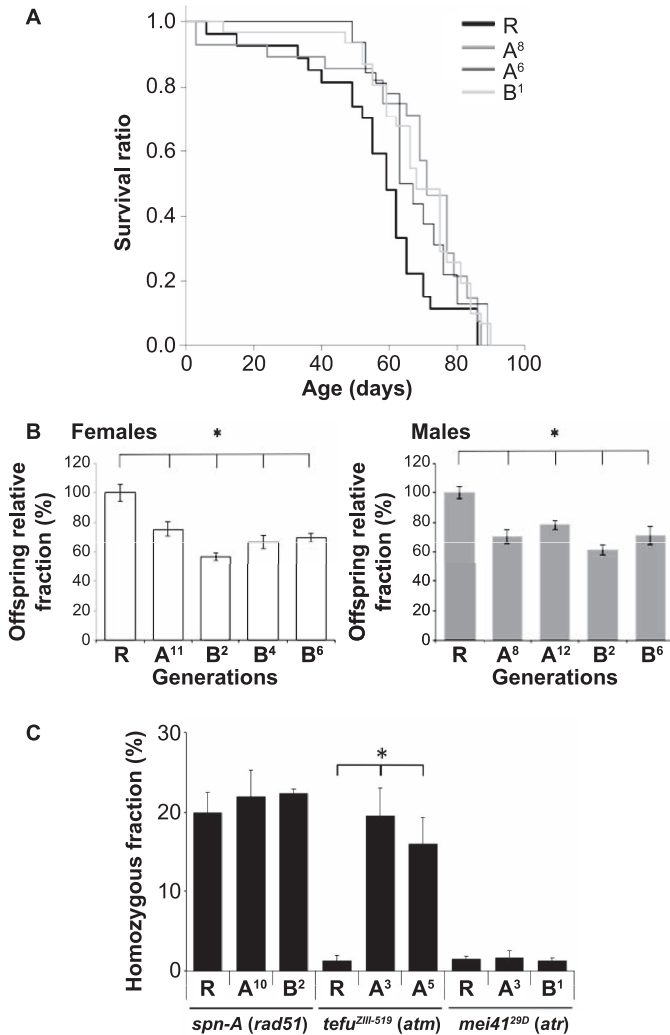 A
1.0
0.8
0.6
0.4
0.2
0.0
Survival ratio
0 20 40 60 80 100
Age (days)
R
A⁸
A⁶
B¹
B
Females
*
120
100
80
60
40
20
0
Offspring relative
fraction (%)
R A¹¹ B² B⁴ B⁶
Generations
Males
*
120
100
80
60
40
20
0
Offspring relative
fraction (%)
R A⁸ A¹² B² B⁶
Generations
C
30
20
10
0
Homozygous fraction (%)
*
R A¹⁰ B² R A³ A⁵ R A³ B¹
spn-A (rad51) tefuᶻᴵᴵᴵ⁻⁵¹⁹ (atm) mei41²⁹ᴰ (atr)